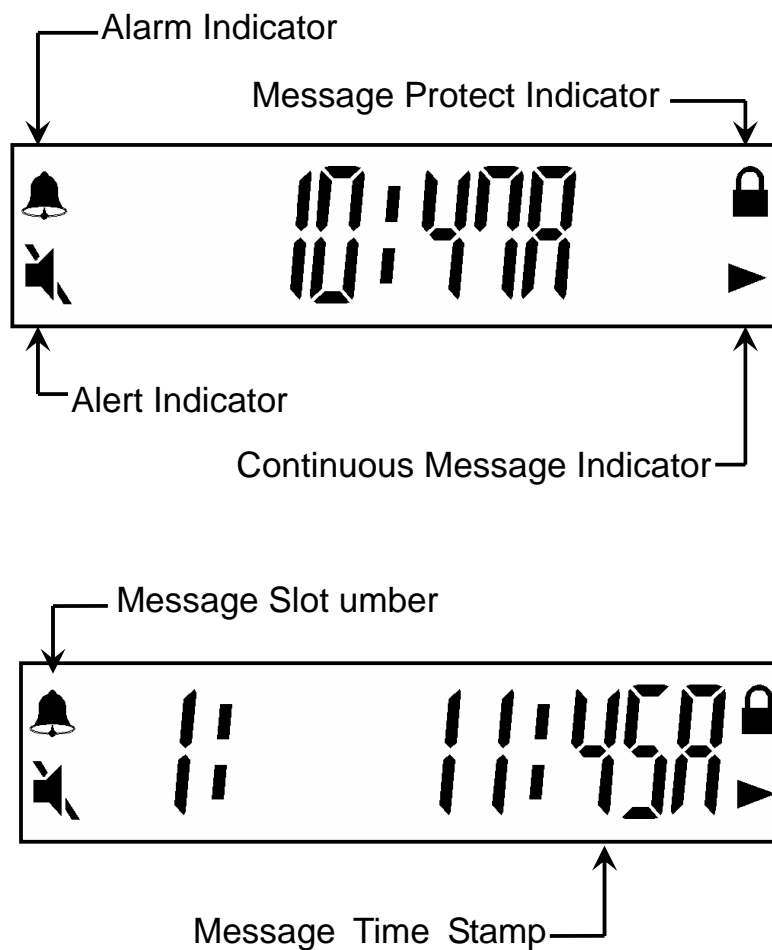 Alarm Indicator
Message Protect Indicator
10:47A
Alert Indicator
Continuous Message Indicator
Message Slot umber
1: 11:45A
Message Time Stamp